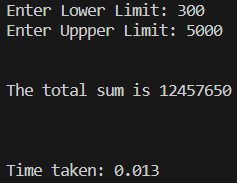 Enter Lower Limit: 300
Enter Uppper Limit: 5000
The total sum is 12457650
Time taken: 0.013